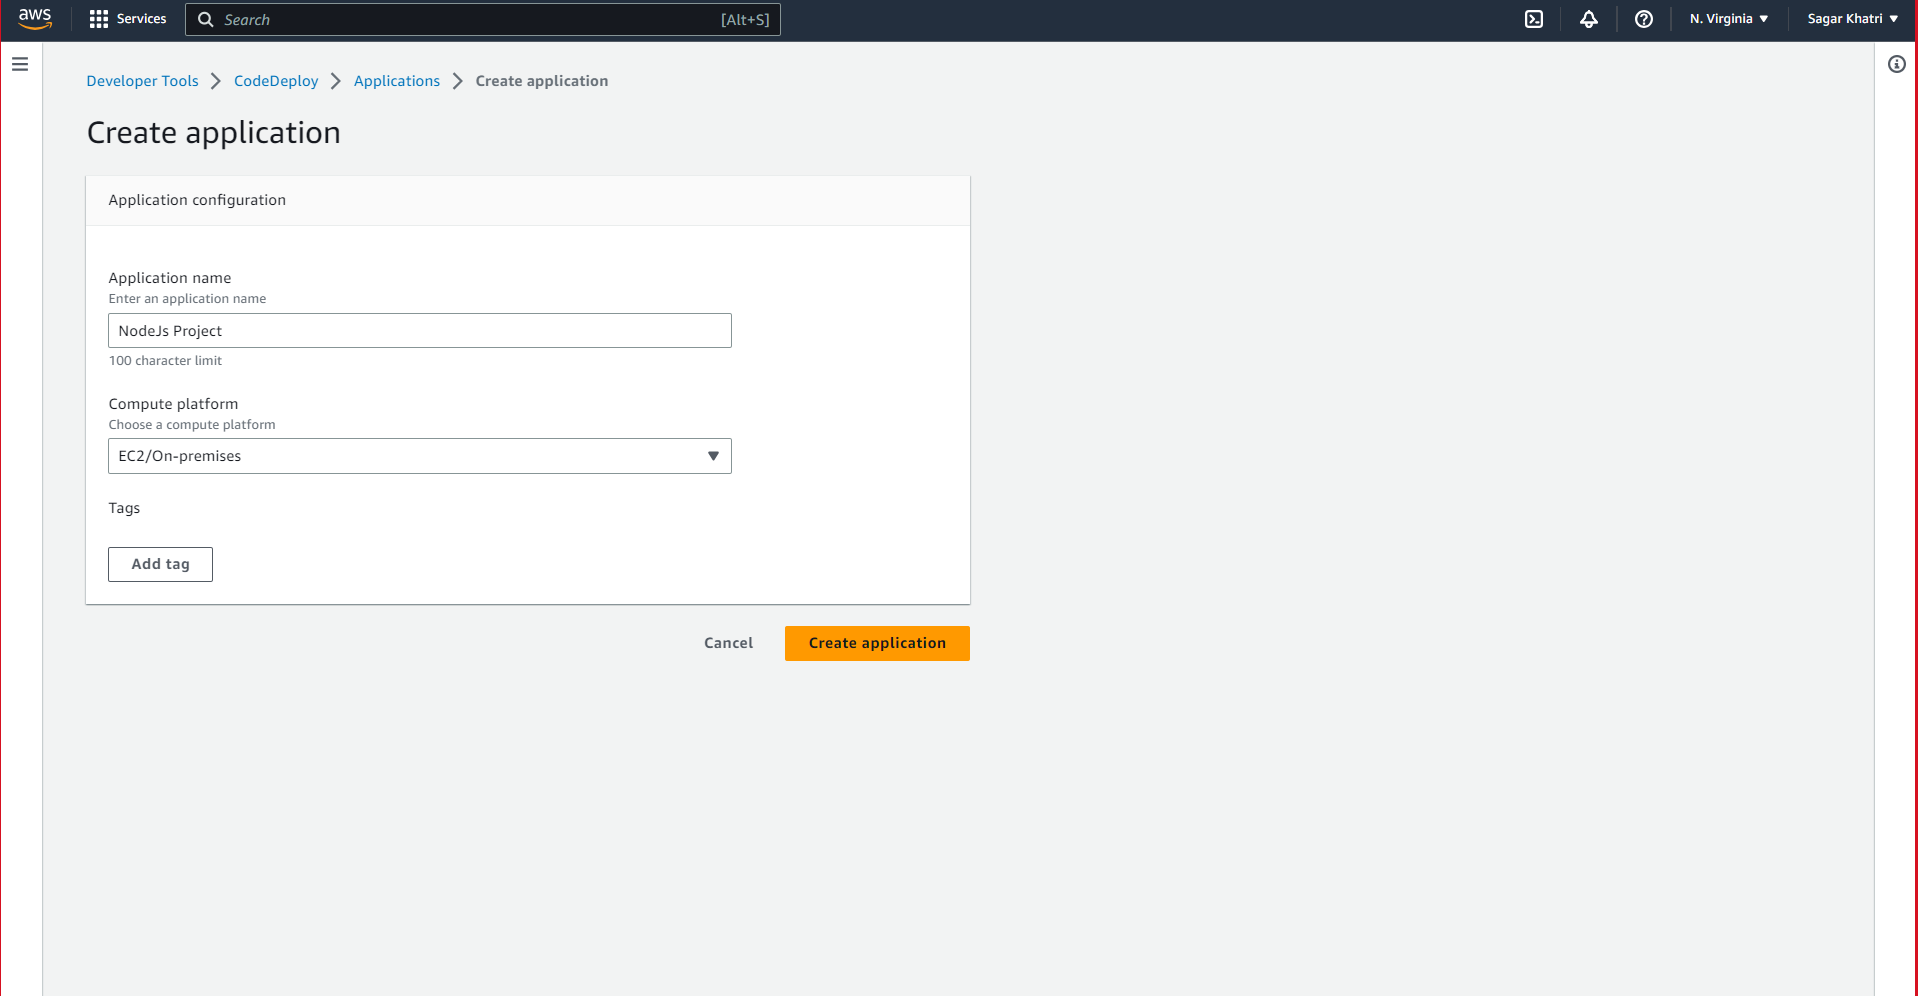 aws Services Search [Alt+S] N. Virginia Sagar Khatri
Developer Tools CodeDeploy Applications Create application
Create application
Application configuration
Application name
Enter an application name
NodeJs Project
100 character limit
Compute platform
Choose a compute platform
EC2/On-premises
Tags
Add tag
Cancel Create application